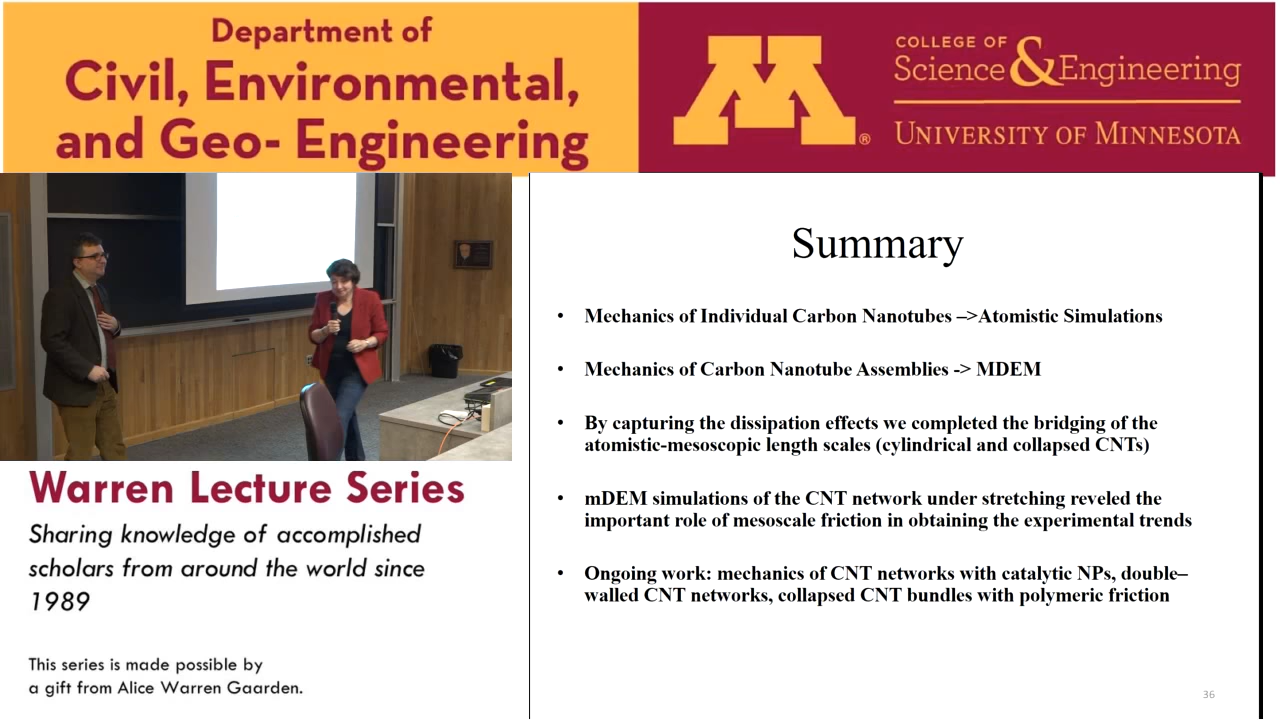 Department of
Civil, Environmental,
and Geo- Engineering
M®
COLLEGE OF
Science & Engineering
UNIVERSITY OF MINNESOTA
Warren Lecture Series
Sharing knowledge of accomplished
scholars from around the world since
1989
This series is made possible by
a gift from Alice Warren Gaarden.
Summary
• Mechanics of Individual Carbon Nanotubes –>Atomistic Simulations
• Mechanics of Carbon Nanotube Assemblies -> MDEM
• By capturing the dissipation effects we completed the bridging of the
atomistic-mesoscopic length scales (cylindrical and collapsed CNTs)
• mDEM simulations of the CNT network under stretching reveled the
important role of mesoscale friction in obtaining the experimental trends
• Ongoing work: mechanics of CNT networks with catalytic NPs, double–
walled CNT networks, collapsed CNT bundles with polymeric friction
36